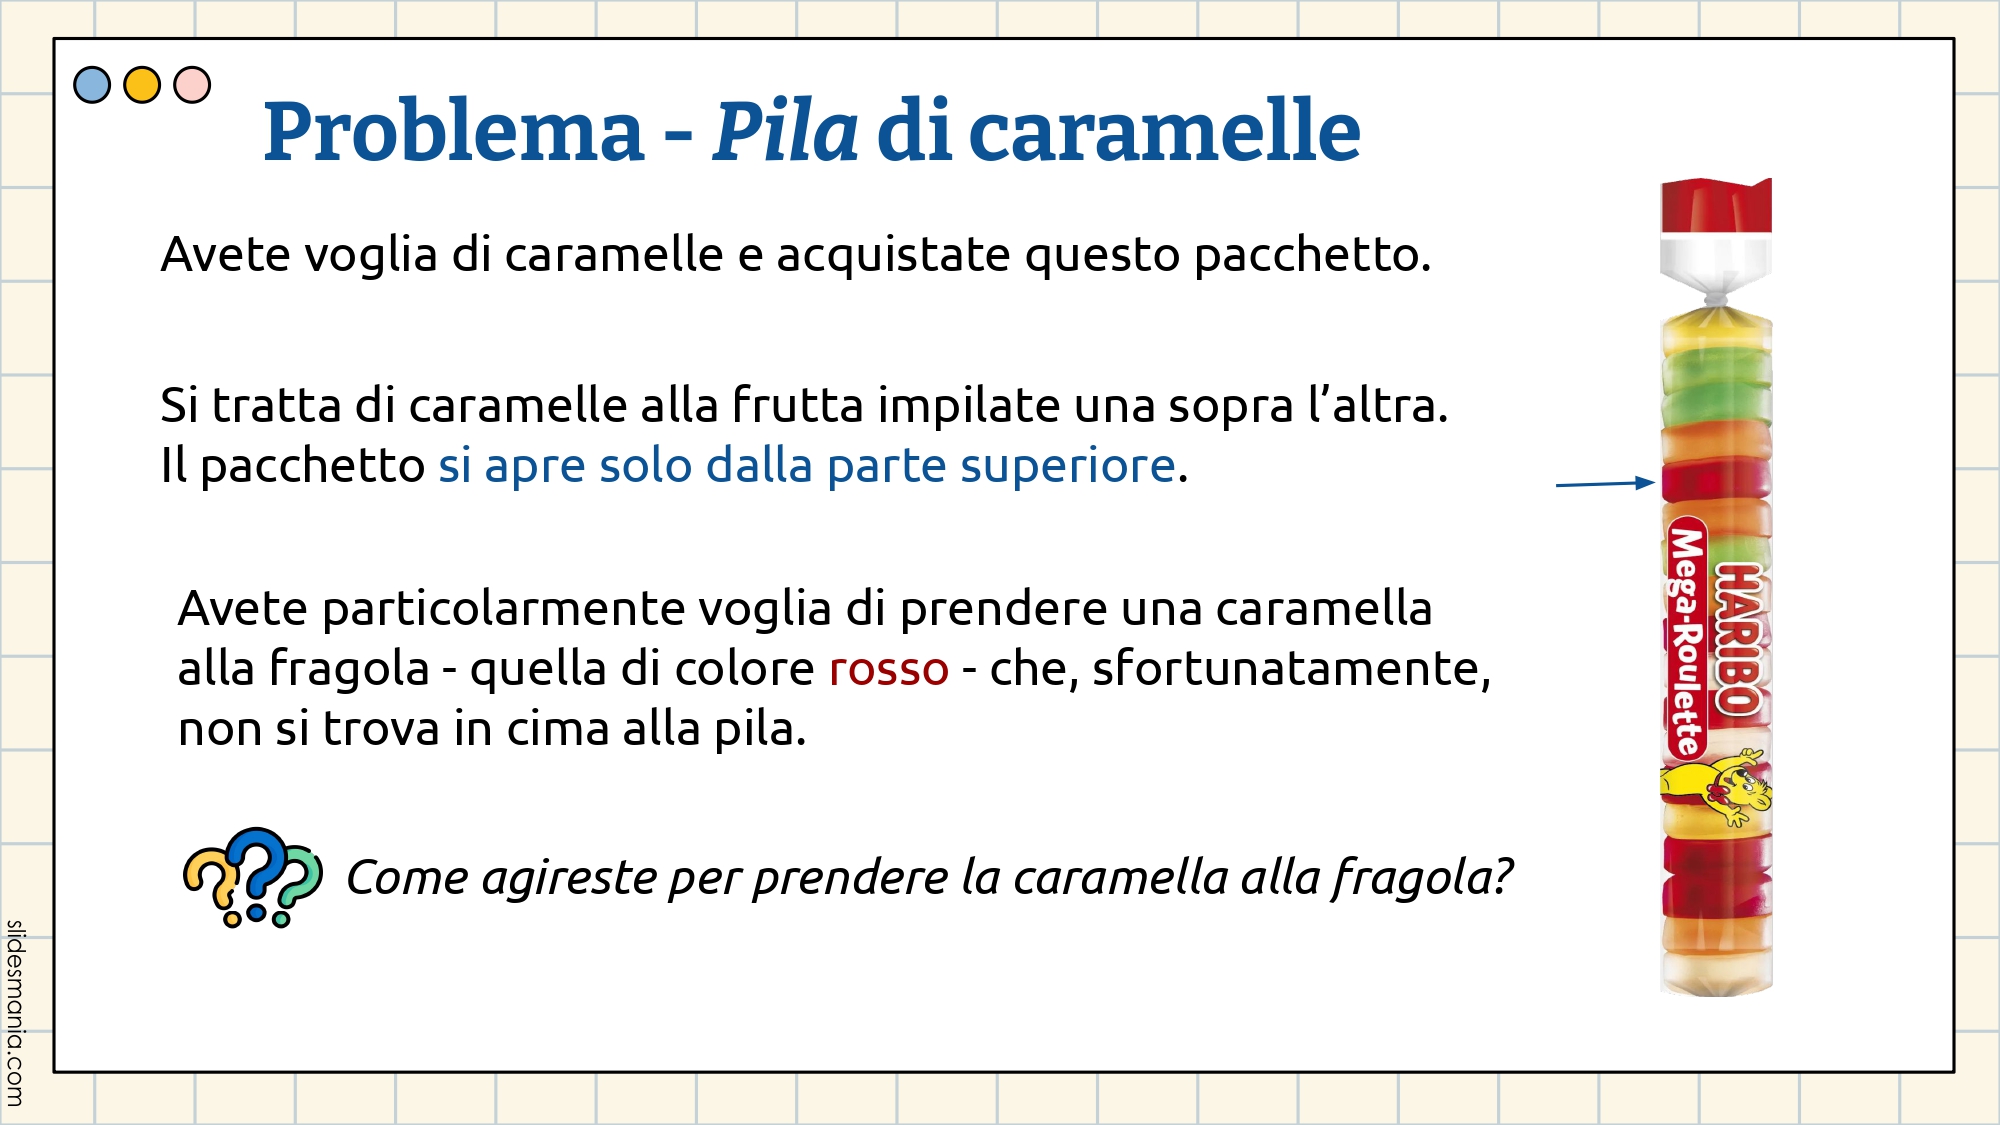 Problema - Pila di caramelle
Avete voglia di caramelle e acquistate questo pacchetto.
Si tratta di caramelle alla frutta impilate una sopra l’altra.
Il pacchetto si apre solo dalla parte superiore.
Avete particolarmente voglia di prendere una caramella
alla fragola - quella di colore rosso - che, sfortunatamente,
non si trova in cima alla pila.
Come agireste per prendere la caramella alla fragola?
HARIBO
Mega-Roulette
slidesmania.com